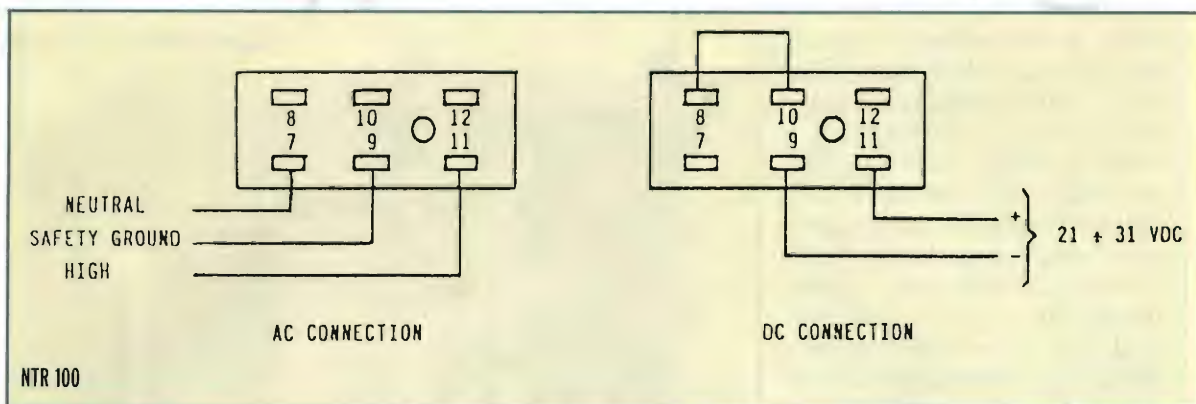 8 10 12
7 9 11
NEUTRAL
SAFETY GROUND
HIGH
AC CONNECTION
8 10 12
7 9 11
+
21 ÷ 31 VDC
-
DC CONNECTION
NTR 100